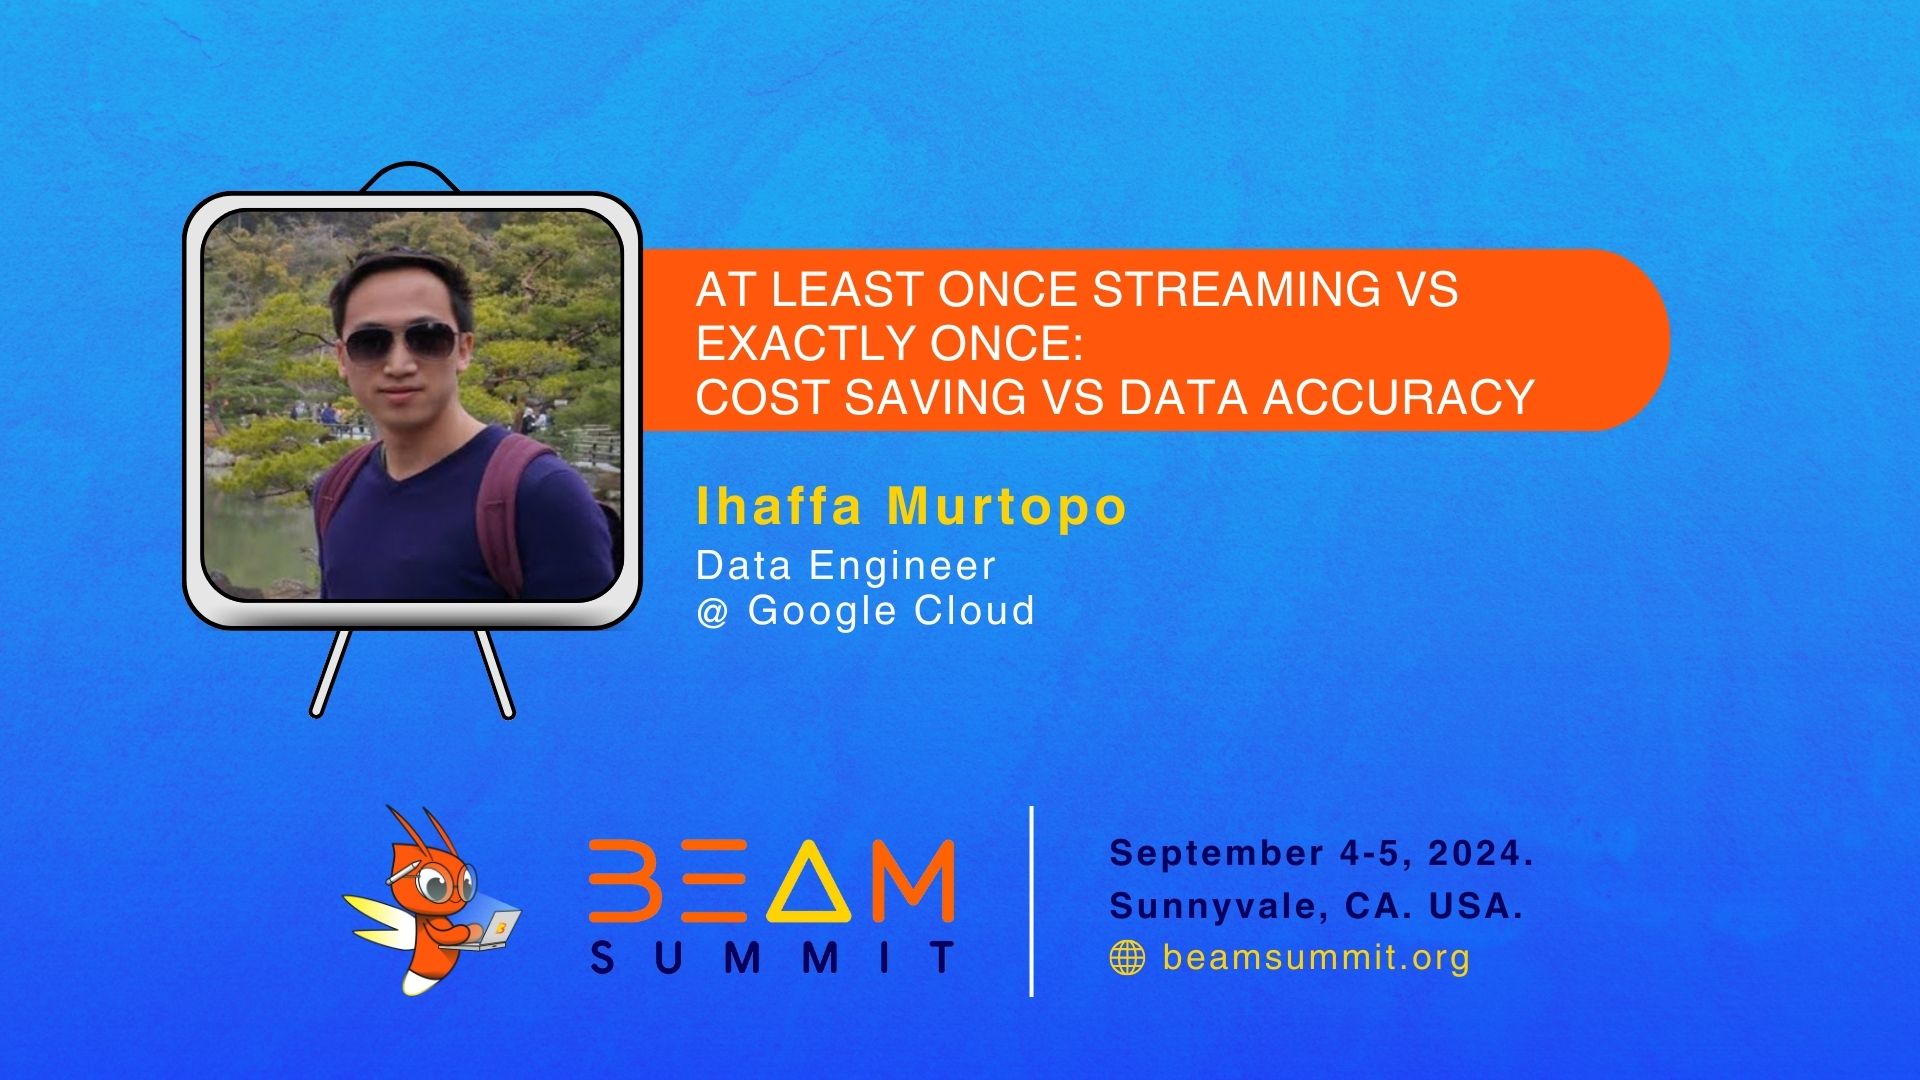 AT LEAST ONCE STREAMING VS
EXACTLY ONCE:
COST SAVING VS DATA ACCURACY
Ihaffa Murtopo
Data Engineer
@ Google Cloud
BEAM
SUMMIT
September 4-5, 2024.
Sunnyvale, CA. USA.
beamsummit.org